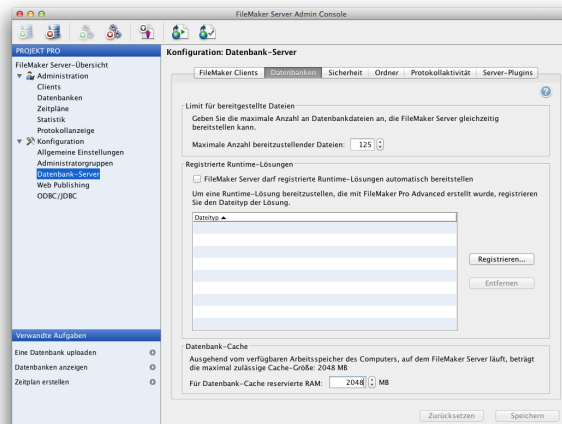 FileMaker Server Admin Console
PROJEKT PRO
FileMaker Server-Übersicht
Administration
Clients
Datenbanken
Zeitpläne
Statistik
Protokollanzeige
Konfiguration
Allgemeine Einstellungen
Administratorgruppen
Datenbank-Server
Web Publishing
ODBC/JDBC
Verwandte Aufgaben
Eine Datenbank uploaden
Datenbanken anzeigen
Zeitplan erstellen
Konfiguration: Datenbank-Server
FileMaker Clients Datenbanken Sicherheit Ordner Protokollaktivität Server-Plugins
?
Limit für bereitgestellte Dateien
Geben Sie die maximale Anzahl an Datenbankdateien an, die FileMaker Server gleichzeitig
bereitstellen kann.
Maximale Anzahl bereitzustellender Dateien: 125
Registrierte Runtime-Lösungen
FileMaker Server darf registrierte Runtime-Lösungen automatisch bereitstellen
Um eine Runtime-Lösung bereitzustellen, die mit FileMaker Pro Advanced erstellt wurde, registrieren
Sie den Dateityp der Lösung.
Dateityp
Registrieren...
Entfernen
Datenbank-Cache
Ausgehend vom verfügbaren Arbeitsspeicher des Computers, auf dem FileMaker Server läuft, beträgt
die maximal zulässige Cache-Größe: 2048 MB
Für Datenbank-Cache reservierte RAM: 2048 MB
Zurücksetzen Speichern